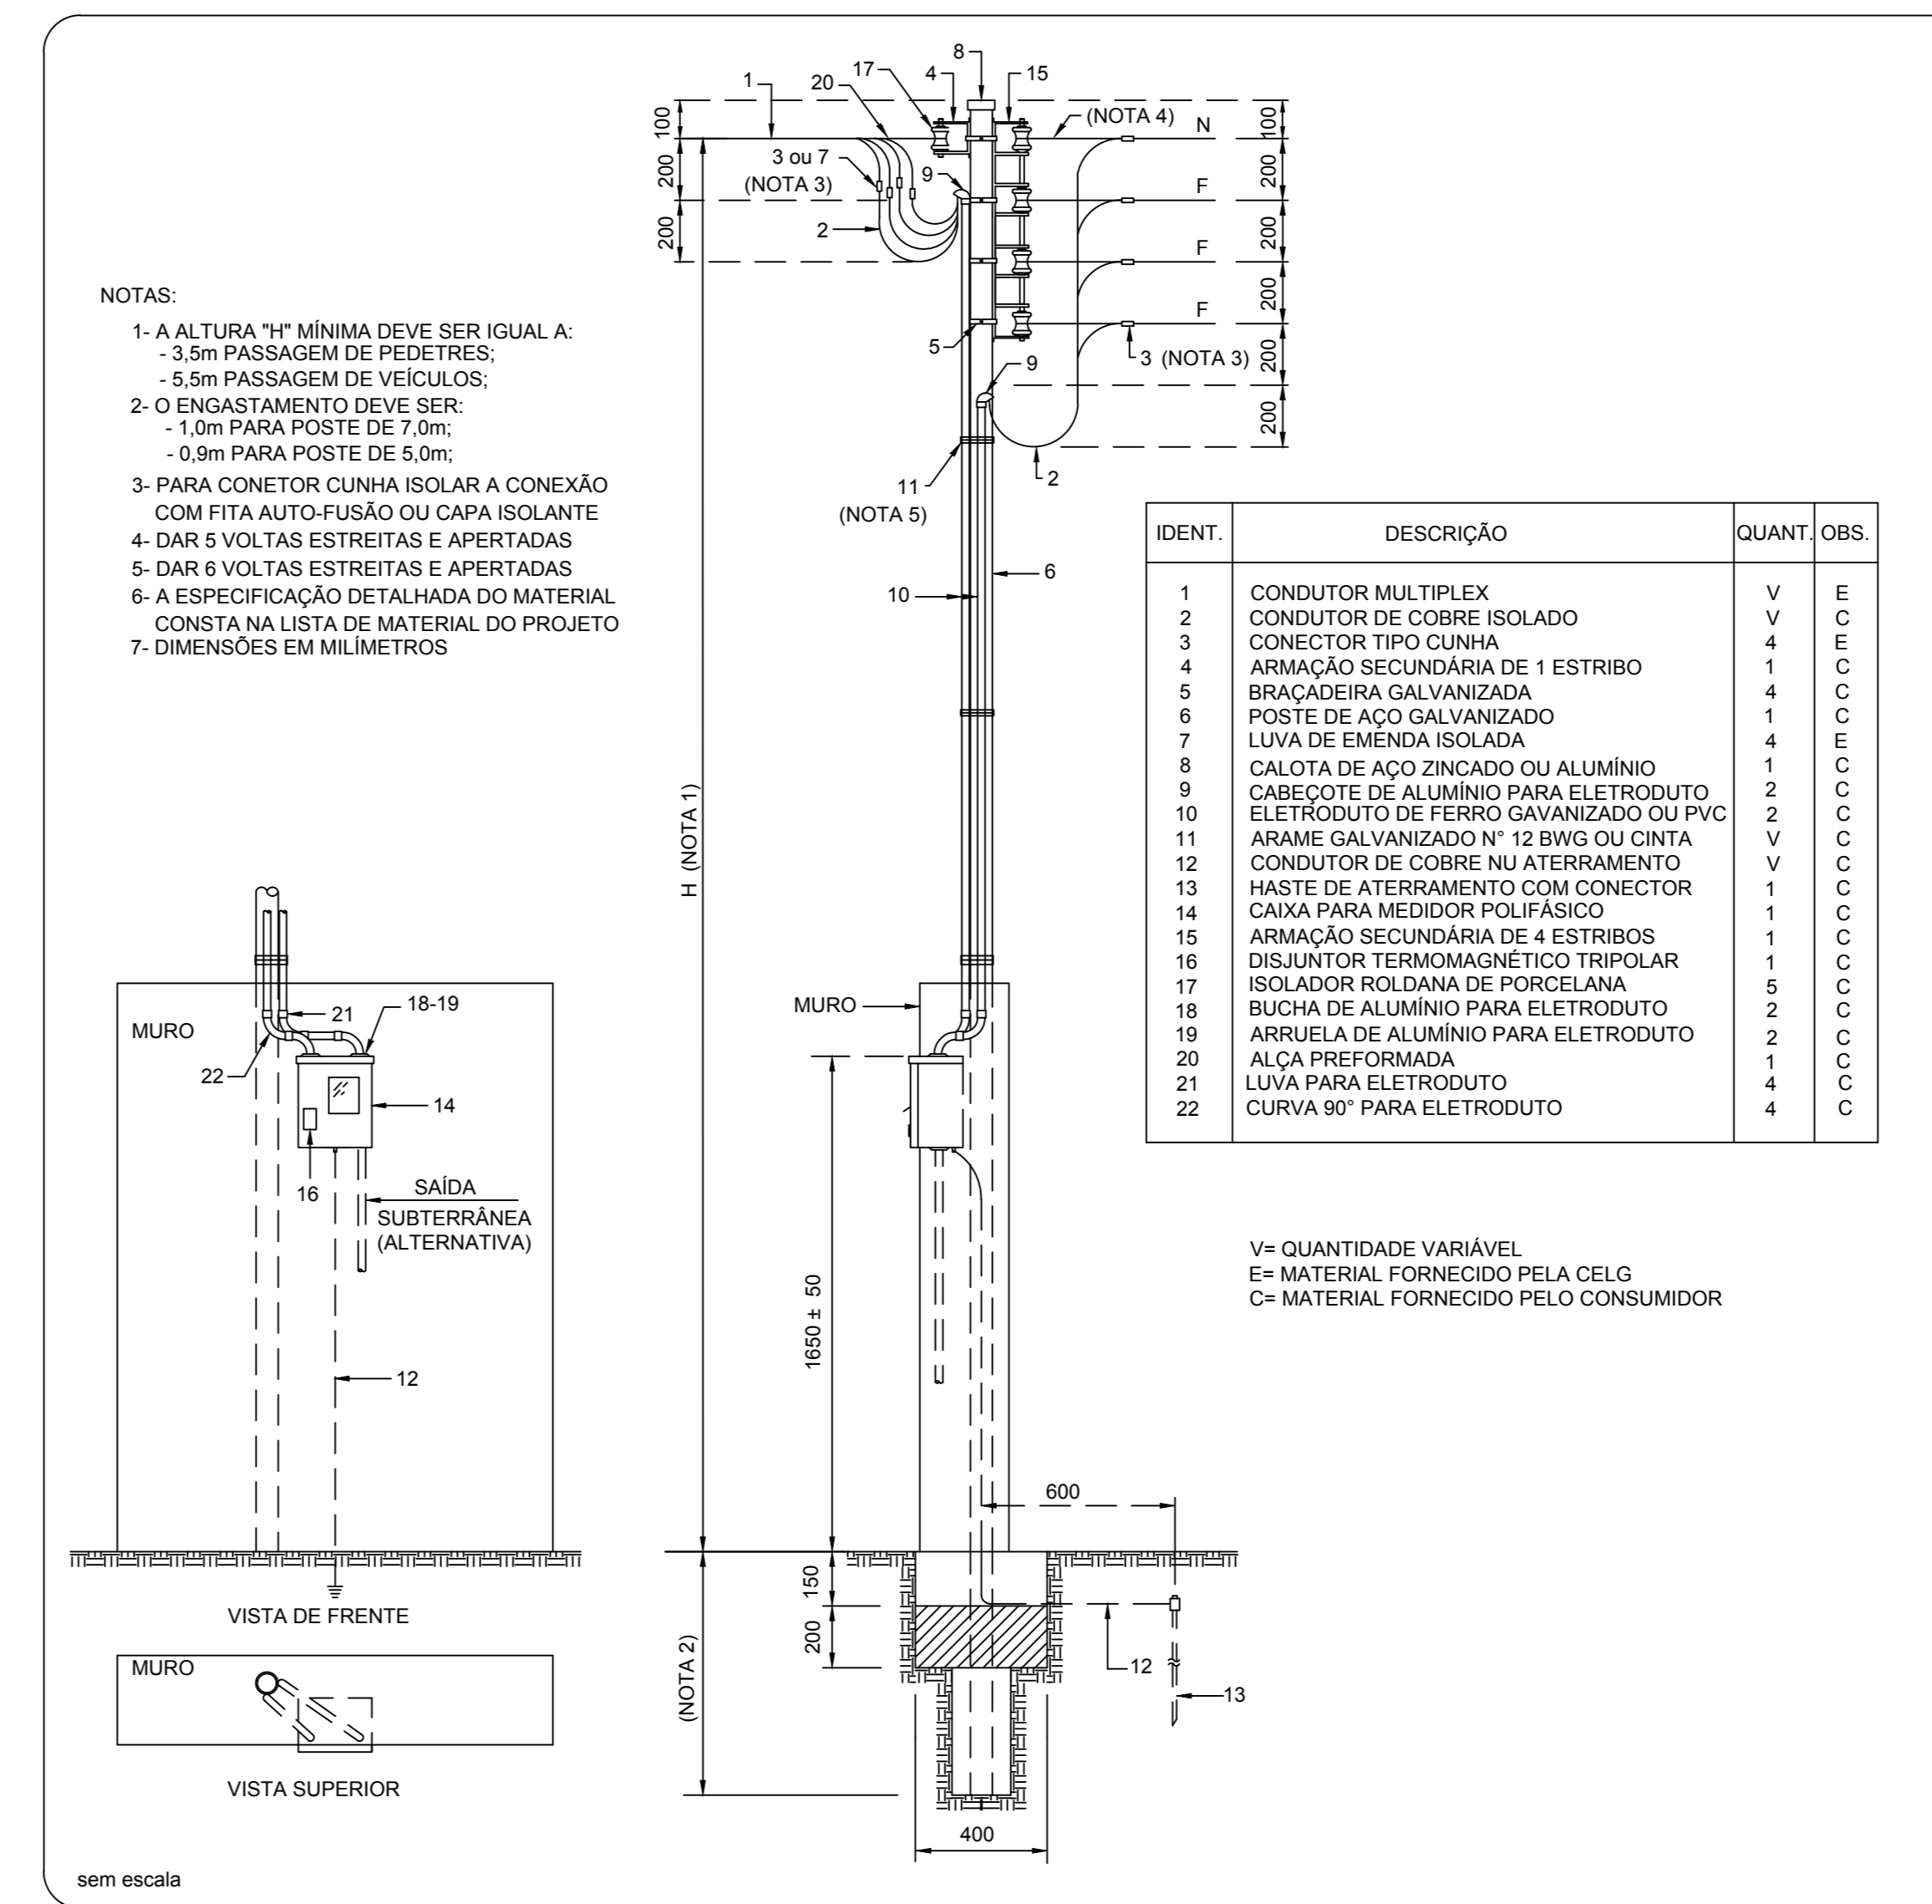 8
17
4
15
1
20
(NOTA 4)
N
100
100
3 ou 7
(NOTA 3)
9
200
200
F
2
200
200
F
200
F
5
3 (NOTA 3)
9
200
200
2
11
(NOTA 5)
6
10
NOTAS:
1- A ALTURA "H" MÍNIMA DEVE SER IGUAL A:
- 3,5m PASSAGEM DE PEDETRES;
- 5,5m PASSAGEM DE VEÍCULOS;
2- O ENGASTAMENTO DEVE SER:
- 1,0m PARA POSTE DE 7,0m;
- 0,9m PARA POSTE DE 5,0m;
3- PARA CONETOR CUNHA ISOLAR A CONEXÃO
COM FITA AUTO-FUSÃO OU CAPA ISOLANTE
4- DAR 5 VOLTAS ESTREITAS E APERTADAS
5- DAR 6 VOLTAS ESTREITAS E APERTADAS
6- A ESPECIFICAÇÃO DETALHADA DO MATERIAL
CONSTA NA LISTA DE MATERIAL DO PROJETO
7- DIMENSÕES EM MILÍMETROS
IDENT. DESCRIÇÃO QUANT. OBS.
1 CONDUTOR MULTIPLEX V E
2 CONDUTOR DE COBRE ISOLADO V C
3 CONECTOR TIPO CUNHA 4 E
4 ARMAÇÃO SECUNDÁRIA DE 1 ESTRIBO 1 C
5 BRAÇADEIRA GALVANIZADA 4 C
6 POSTE DE AÇO GALVANIZADO 1 C
7 LUVA DE EMENDA ISOLADA 4 E
8 CALOTA DE AÇO ZINCADO OU ALUMÍNIO 1 C
9 CABEÇOTE DE ALUMÍNIO PARA ELETRODUTO 2 C
10 ELETRODUTO DE FERRO GAVANIZADO OU PVC 2 C
11 ARAME GALVANIZADO N° 12 BWG OU CINTA V C
12 CONDUTOR DE COBRE NU ATERRAMENTO V C
13 HASTE DE ATERRAMENTO COM CONECTOR 1 C
14 CAIXA PARA MEDIDOR POLIFÁSICO 1 C
15 ARMAÇÃO SECUNDÁRIA DE 4 ESTRIBOS 1 C
16 DISJUNTOR TERMOMAGNÉTICO TRIPOLAR 1 C
17 ISOLADOR ROLDANA DE PORCELANA 5 C
18 BUCHA DE ALUMÍNIO PARA ELETRODUTO 2 C
19 ARRUELA DE ALUMÍNIO PARA ELETRODUTO 2 C
20 ALÇA PREFORMADA 1 C
21 LUVA PARA ELETRODUTO 4 C
22 CURVA 90° PARA ELETRODUTO 4 C
V= QUANTIDADE VARIÁVEL
E= MATERIAL FORNECIDO PELA CELG
C= MATERIAL FORNECIDO PELO CONSUMIDOR
H (NOTA 1)
MURO
18-19
21
22
14
16
SAÍDA
SUBTERRÂNEA
(ALTERNATIVA)
12
VISTA DE FRENTE
MURO
VISTA SUPERIOR
MURO
1650 ± 50
600
150
200
(NOTA 2)
12
13
400
sem escala